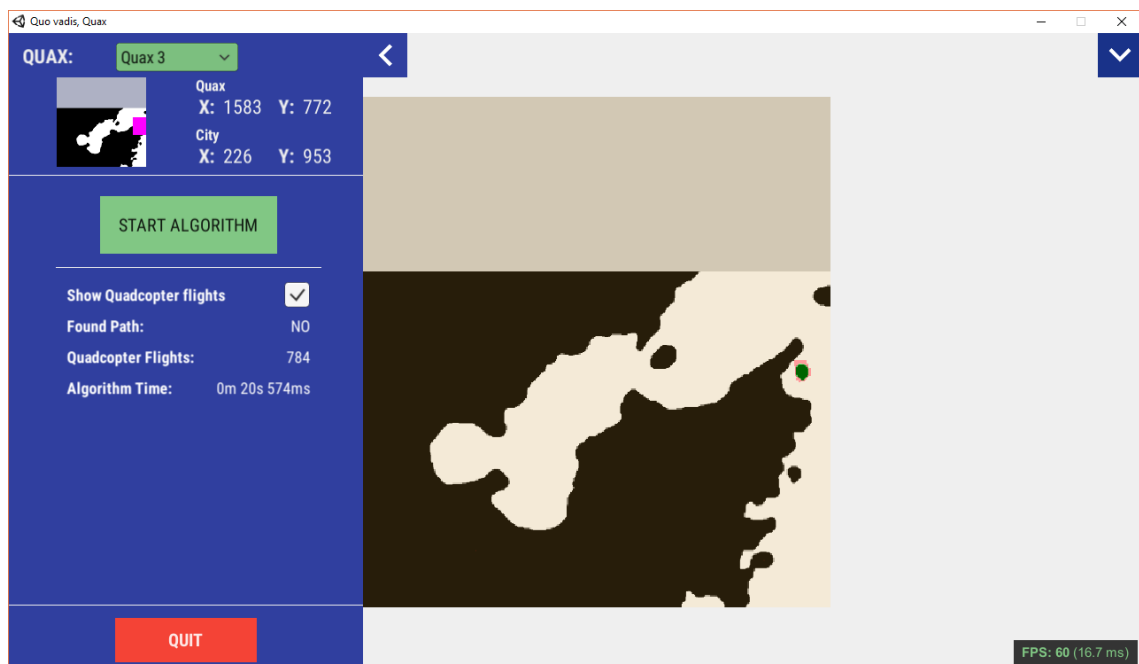 Quo vadis, Quax
QUAX: Quax 3
Quax
X: 1583 Y: 772
City
X: 226 Y: 953
START ALGORITHM
Show Quadcopter flights
Found Path: NO
Quadcopter Flights: 784
Algorithm Time: 0m 20s 574ms
QUIT
FPS: 60 (16.7 ms)